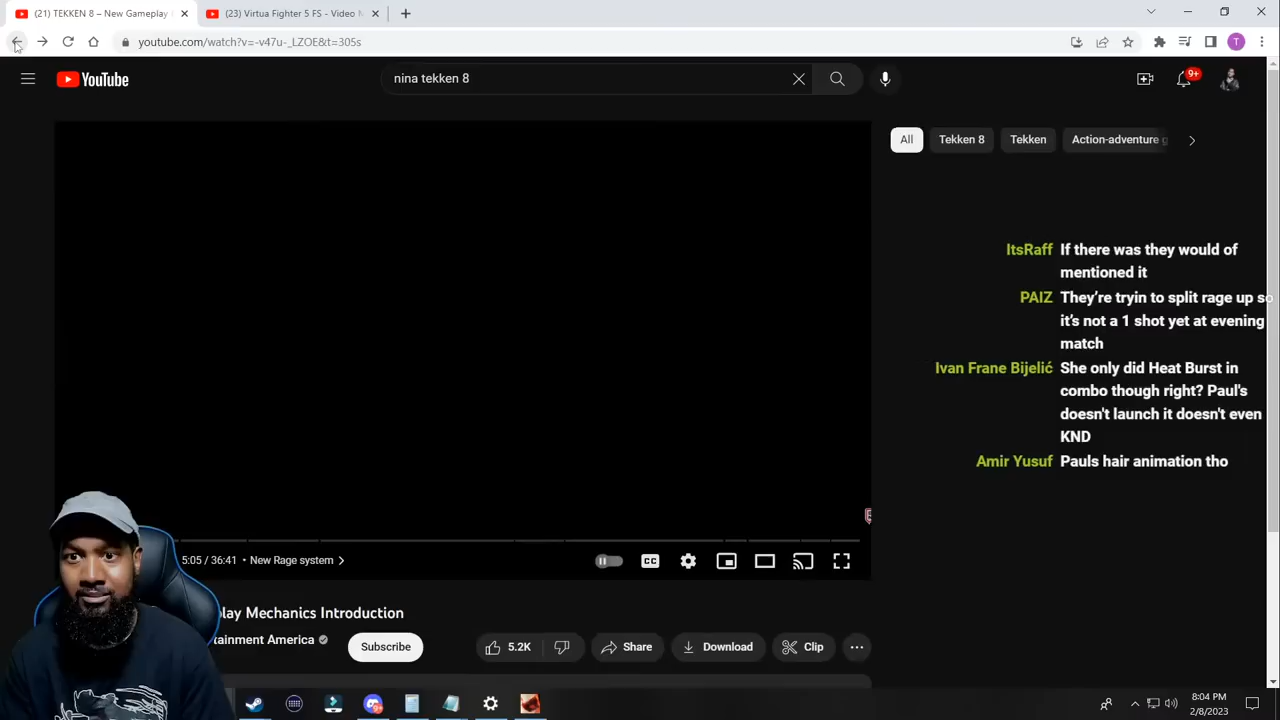 (21) TEKKEN 8 – New Gameplay
(23) Virtua Fighter 5 FS - Video N
youtube.com/watch?v=-v47u-_LZOE&t=305s
YouTube
nina tekken 8
9+
T
All
Tekken 8
Tekken
Action-adventure g
ItsRaff If there was they would of
mentioned it
PAIZ They're tryin to split rage up so
it's not a 1 shot yet at evening
match
Ivan Frane Bijelić She only did Heat Burst in
combo though right? Paul's
doesn't launch it doesn't even
KND
Amir Yusuf Pauls hair animation tho
5:05 / 36:41 • New Rage system
CC
play Mechanics Introduction
tainment America
Subscribe
5.2K
Share
Download
Clip
8:04 PM
2/8/2023